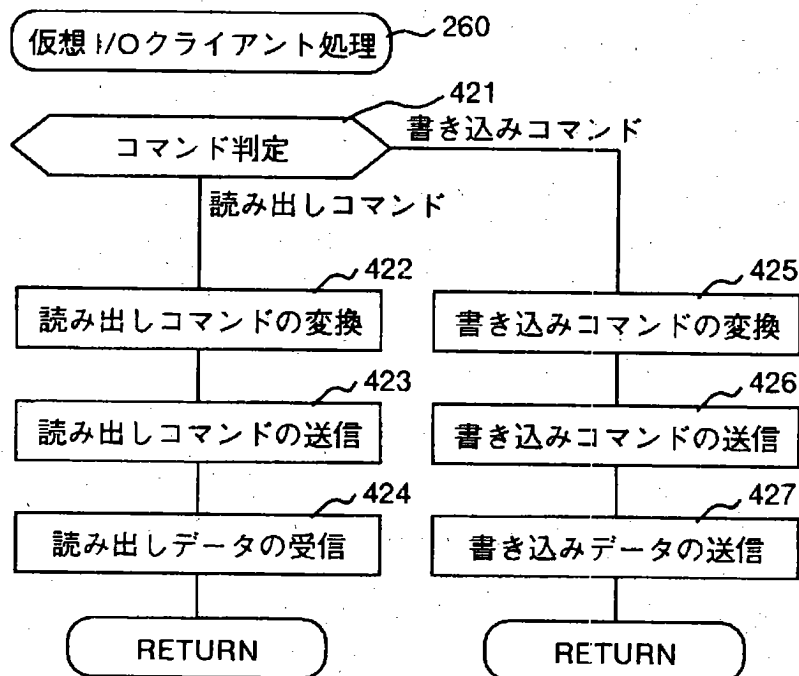 仮想 I/Oクライアント処理
260
421
コマンド判定
書き込みコマンド
読み出しコマンド
422
読み出しコマンドの変換
423
読み出しコマンドの送信
424
読み出しデータの受信
RETURN
425
書き込みコマンドの変換
426
書き込みコマンドの送信
427
書き込みデータの送信
RETURN